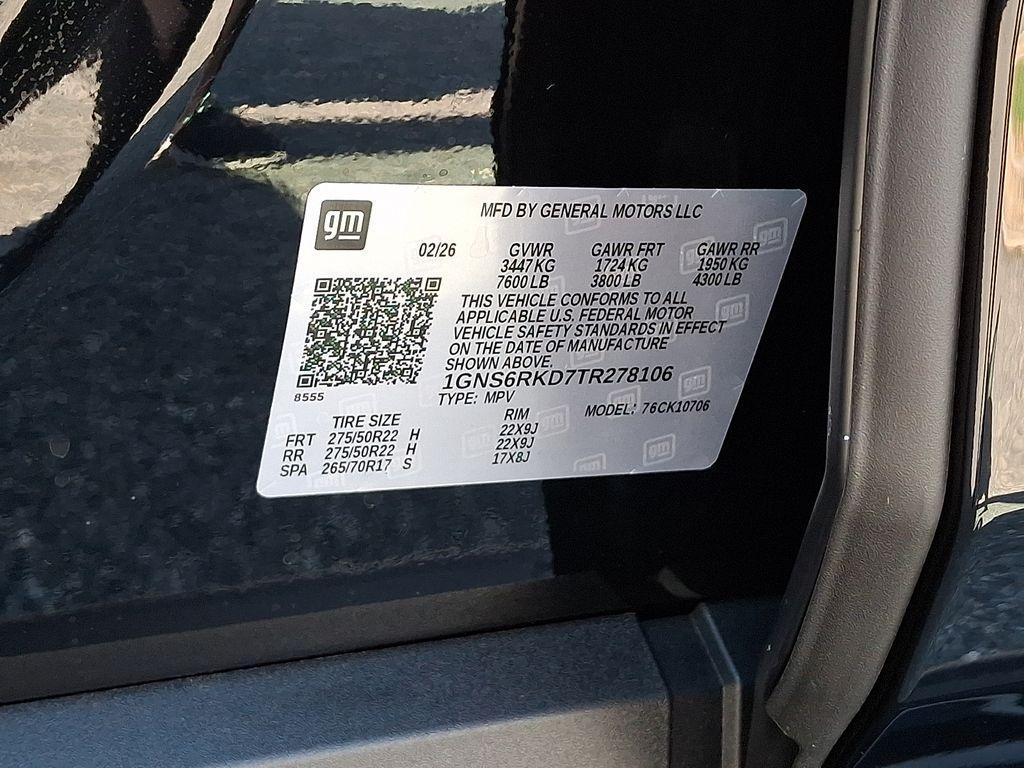 gm
MFD BY GENERAL MOTORS LLC
02/26 GVWR GAWR FRT GAWR RR
3447 KG 1724 KG 1950 KG
7600 LB 3800 LB 4300 LB
THIS VEHICLE CONFORMS TO ALL
APPLICABLE U.S. FEDERAL MOTOR
VEHICLE SAFETY STANDARDS IN EFFECT
ON THE DATE OF MANUFACTURE
SHOWN ABOVE.
1GNS6RKD7TR278106
8555
TYPE: MPV MODEL: 76CK10706
TIRE SIZE RIM
FRT 275/50R22 H 22X9J
RR 275/50R22 H 22X9J
SPA 265/70R17 S 17X8J